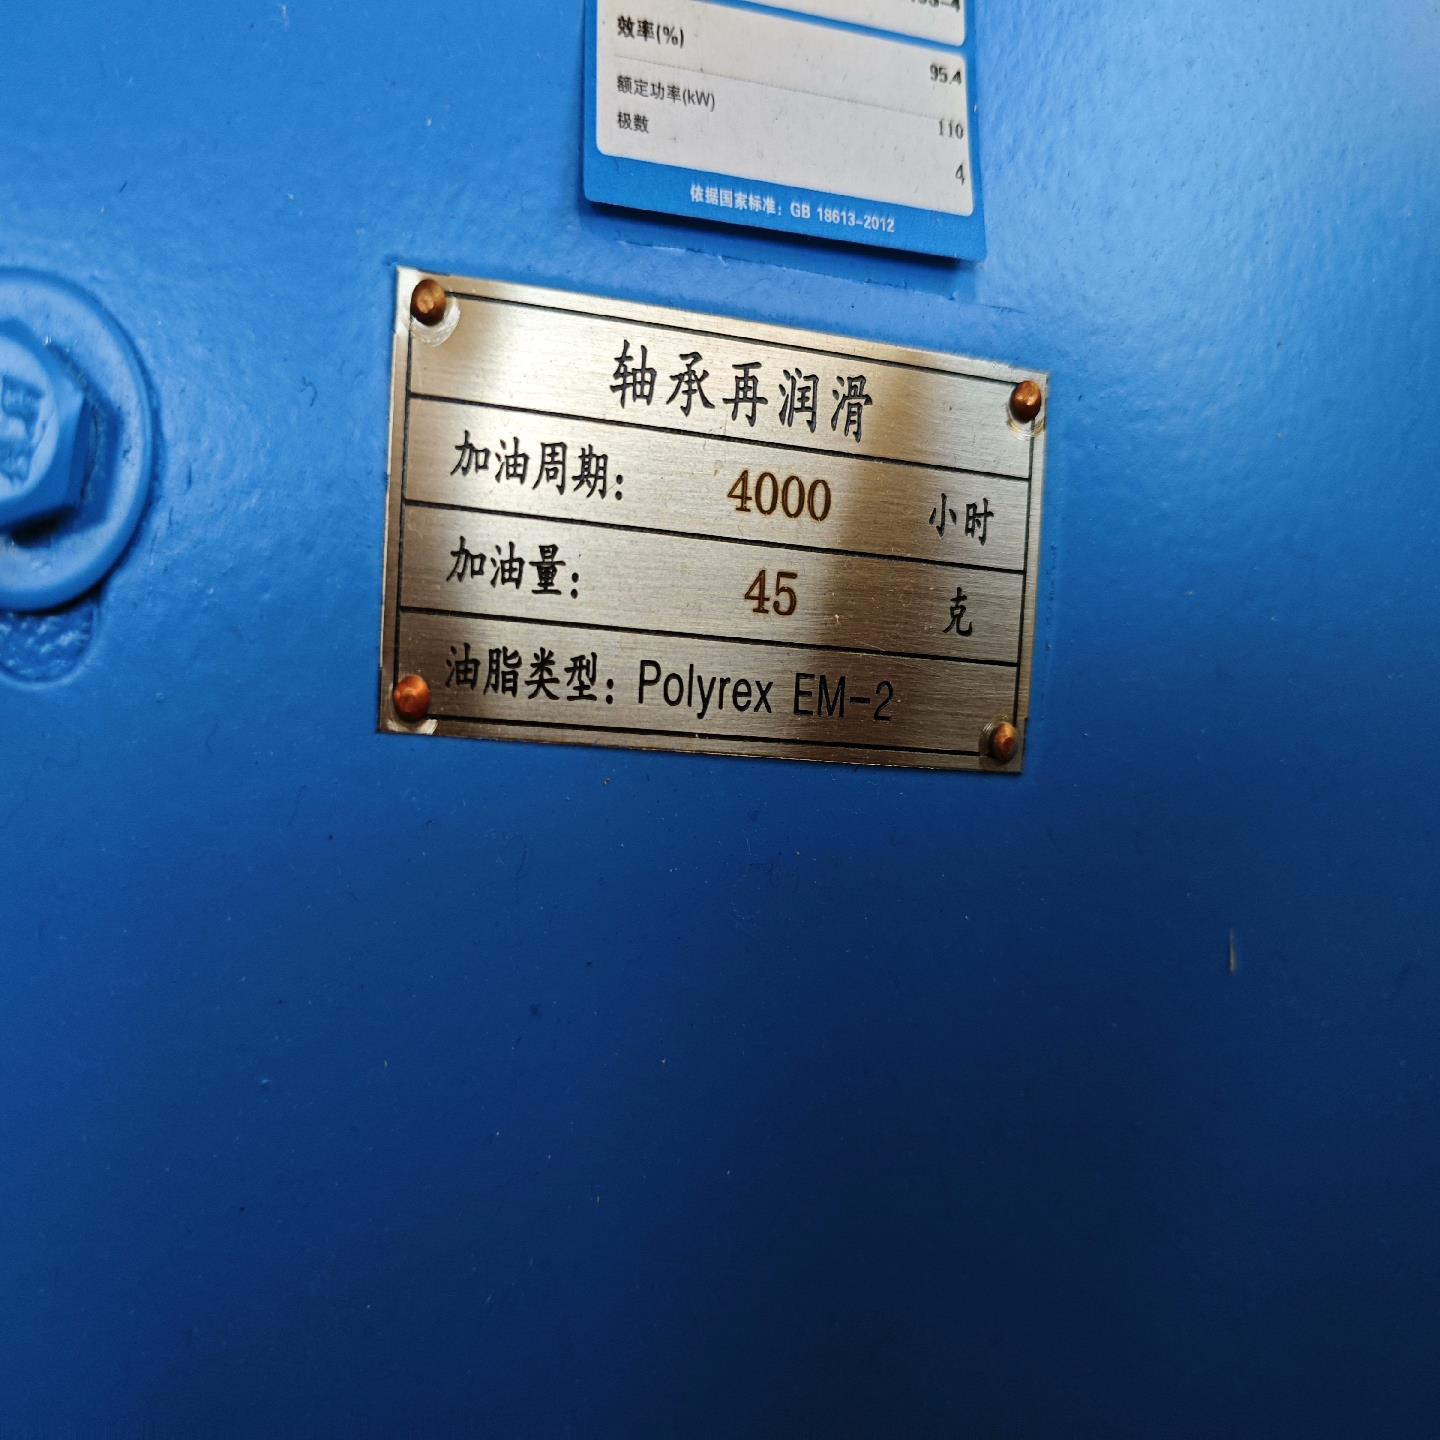 效率(%)
95.4
额定功率(kW)
110
极数
4
依据国家标准：GB 18613-2012
轴承再润滑
加油周期： 4000 小时
加油量： 45 克
油脂类型：Polyrex EM-2